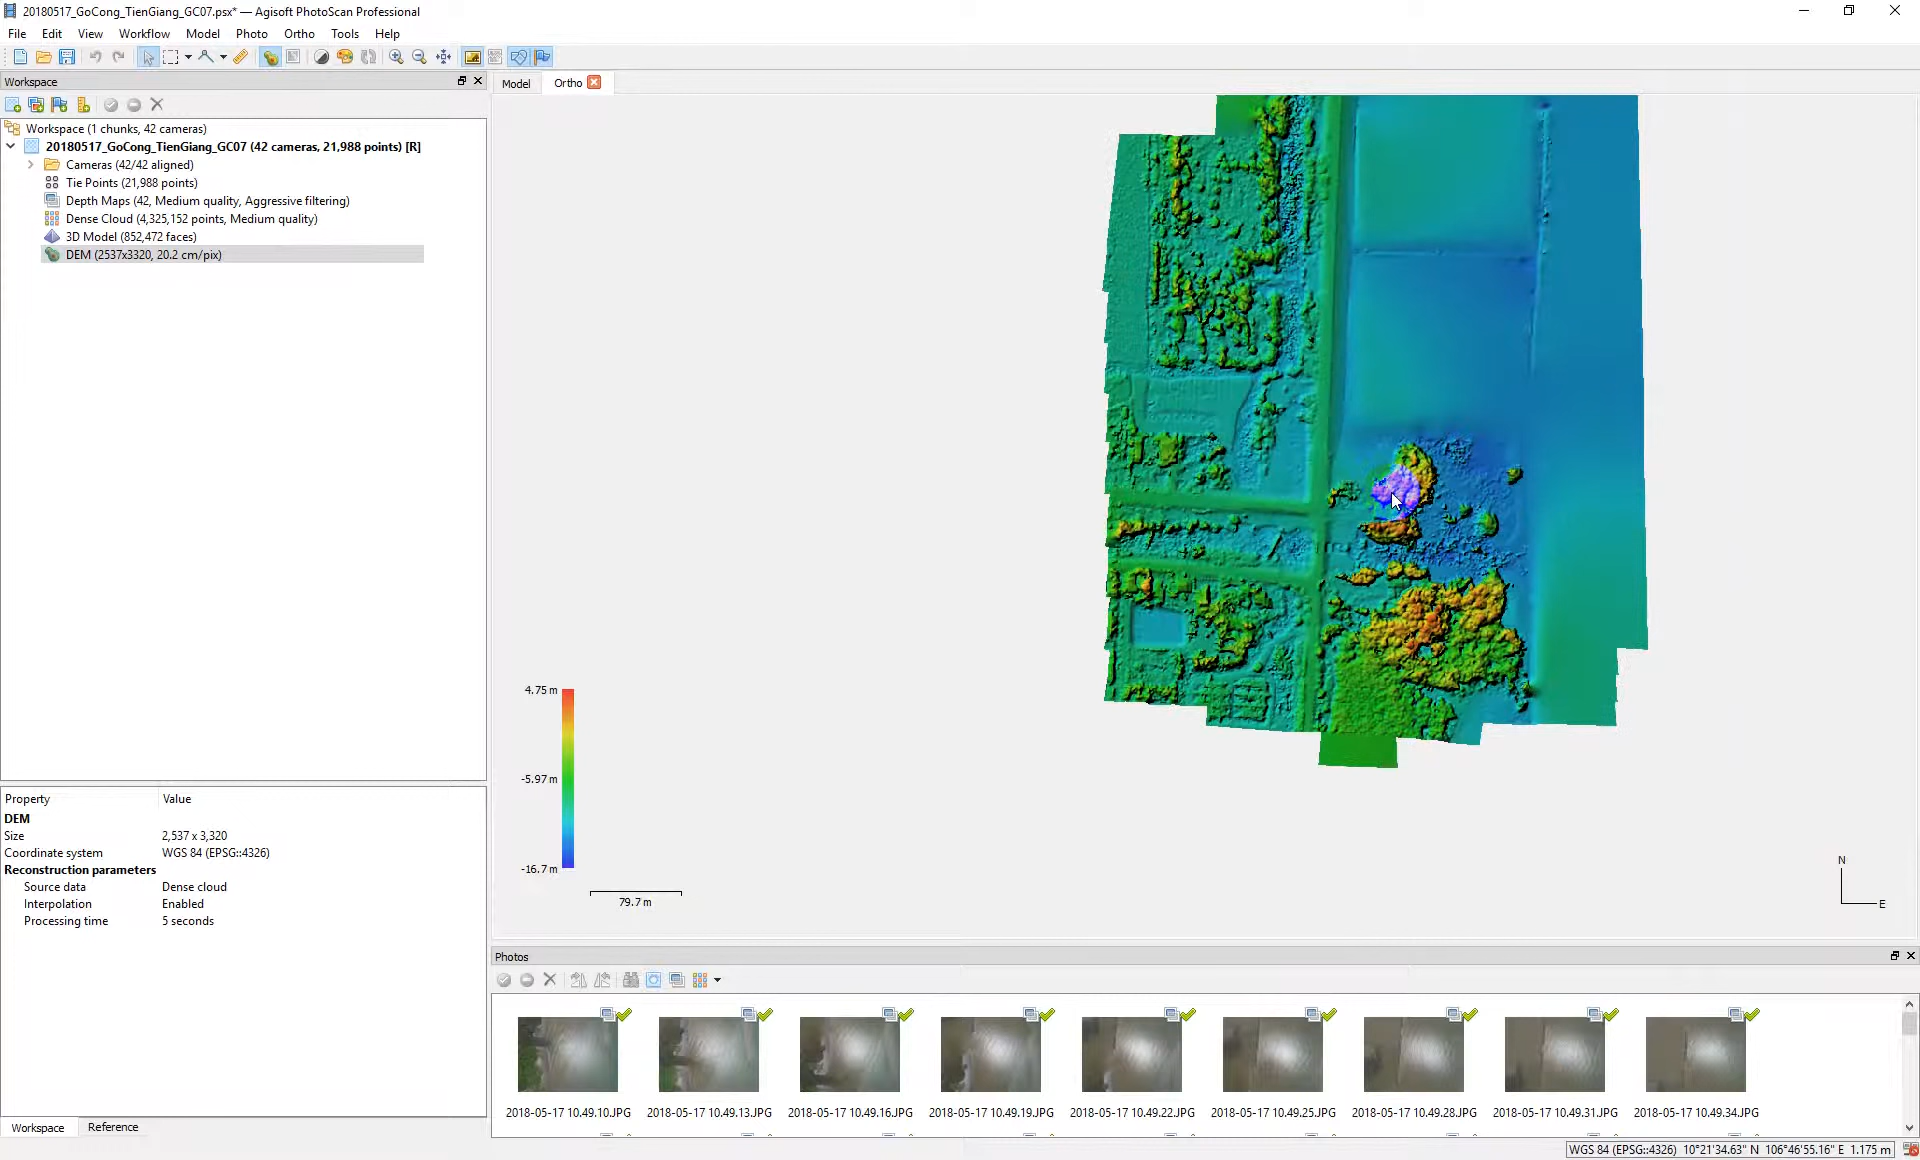 20180517_GoCong_TienGiang_GC07.psx* — Agisoft PhotoScan Professional
File Edit View Workflow Model Photo Ortho Tools Help
Workspace
Model Ortho
Workspace (1 chunks, 42 cameras)
20180517_GoCong_TienGiang_GC07 (42 cameras, 21,988 points) [R]
Cameras (42/42 aligned)
Tie Points (21,988 points)
Depth Maps (42, Medium quality, Aggressive filtering)
Dense Cloud (4,325,152 points, Medium quality)
3D Model (852,472 faces)
DEM (2537x3320, 20.2 cm/pix)
4.75 m
-5.97 m
-16.7 m
79.7 m
N
E
Property Value
DEM
Size 2,537 x 3,320
Coordinate system WGS 84 (EPSG::4326)
Reconstruction parameters
Source data Dense cloud
Interpolation Enabled
Processing time 5 seconds
Photos
2018-05-17 10.49.10.JPG 2018-05-17 10.49.13.JPG 2018-05-17 10.49.16.JPG 2018-05-17 10.49.19.JPG 2018-05-17 10.49.22.JPG 2018-05-17 10.49.25.JPG 2018-05-17 10.49.28.JPG 2018-05-17 10.49.31.JPG 2018-05-17 10.49.34.JPG
Workspace Reference
WGS 84 (EPSG::4326) 10°21'34.63" N 106°46'55.16" E 1.175 m